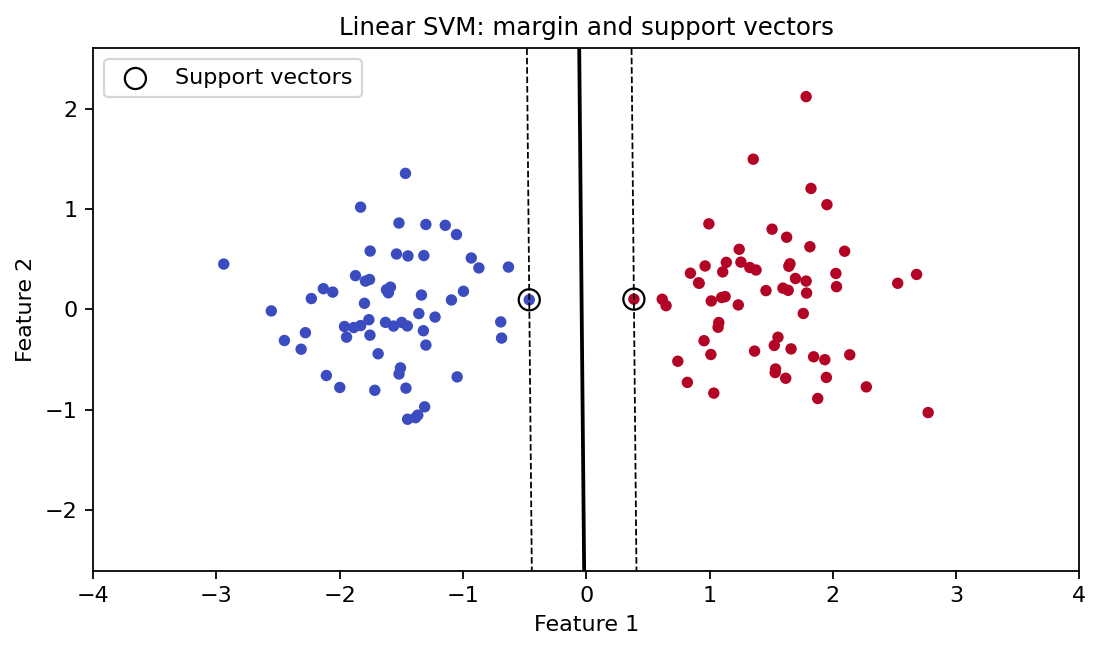 Linear SVM: margin and support vectors
Support vectors
Feature 2
2
1
0
−1
−2
−4 −3 −2 −1 0 1 2 3 4
Feature 1